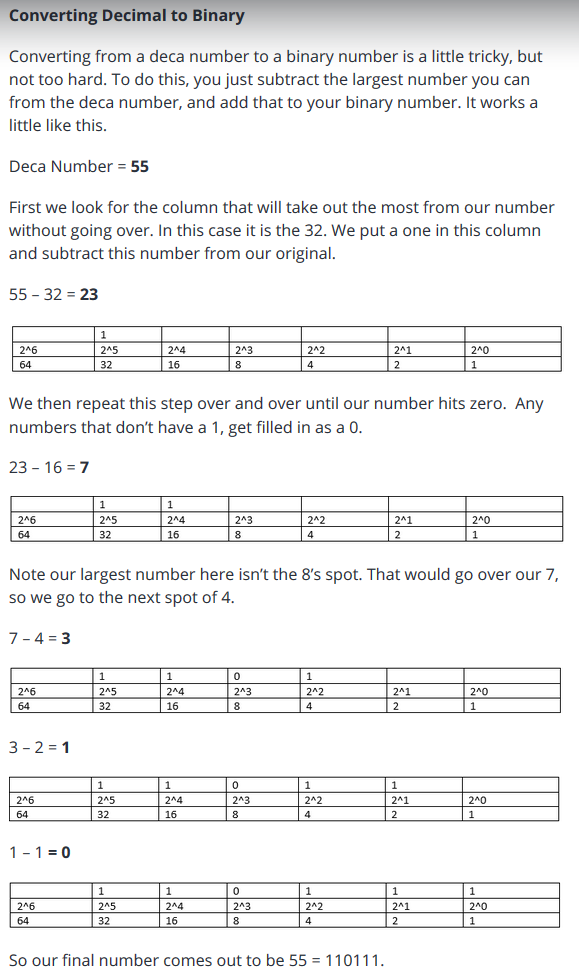 Converting Decimal to Binary
Converting from a deca number to a binary number is a little tricky, but
not too hard. To do this, you just subtract the largest number you can
from the deca number, and add that to your binary number. It works a
little like this.
Deca Number = 55
First we look for the column that will take out the most from our number
without going over. In this case it is the 32. We put a one in this column
and subtract this number from our original.
55 – 32 = 23
1
2^6 2^5 2^4 2^3 2^2 2^1 2^0
64 32 16 8 4 2 1
We then repeat this step over and over until our number hits zero.  Any
numbers that don’t have a 1, get filled in as a 0.
23 – 16 = 7
1 1
2^6 2^5 2^4 2^3 2^2 2^1 2^0
64 32 16 8 4 2 1
Note our largest number here isn’t the 8’s spot. That would go over our 7,
so we go to the next spot of 4.
7 – 4 = 3
1 1 0 1
2^6 2^5 2^4 2^3 2^2 2^1 2^0
64 32 16 8 4 2 1
3 – 2 = 1
1 1 0 1 1
2^6 2^5 2^4 2^3 2^2 2^1 2^0
64 32 16 8 4 2 1
1 – 1 = 0
1 1 0 1 1 1
2^6 2^5 2^4 2^3 2^2 2^1 2^0
64 32 16 8 4 2 1
So our final number comes out to be 55 = 110111.